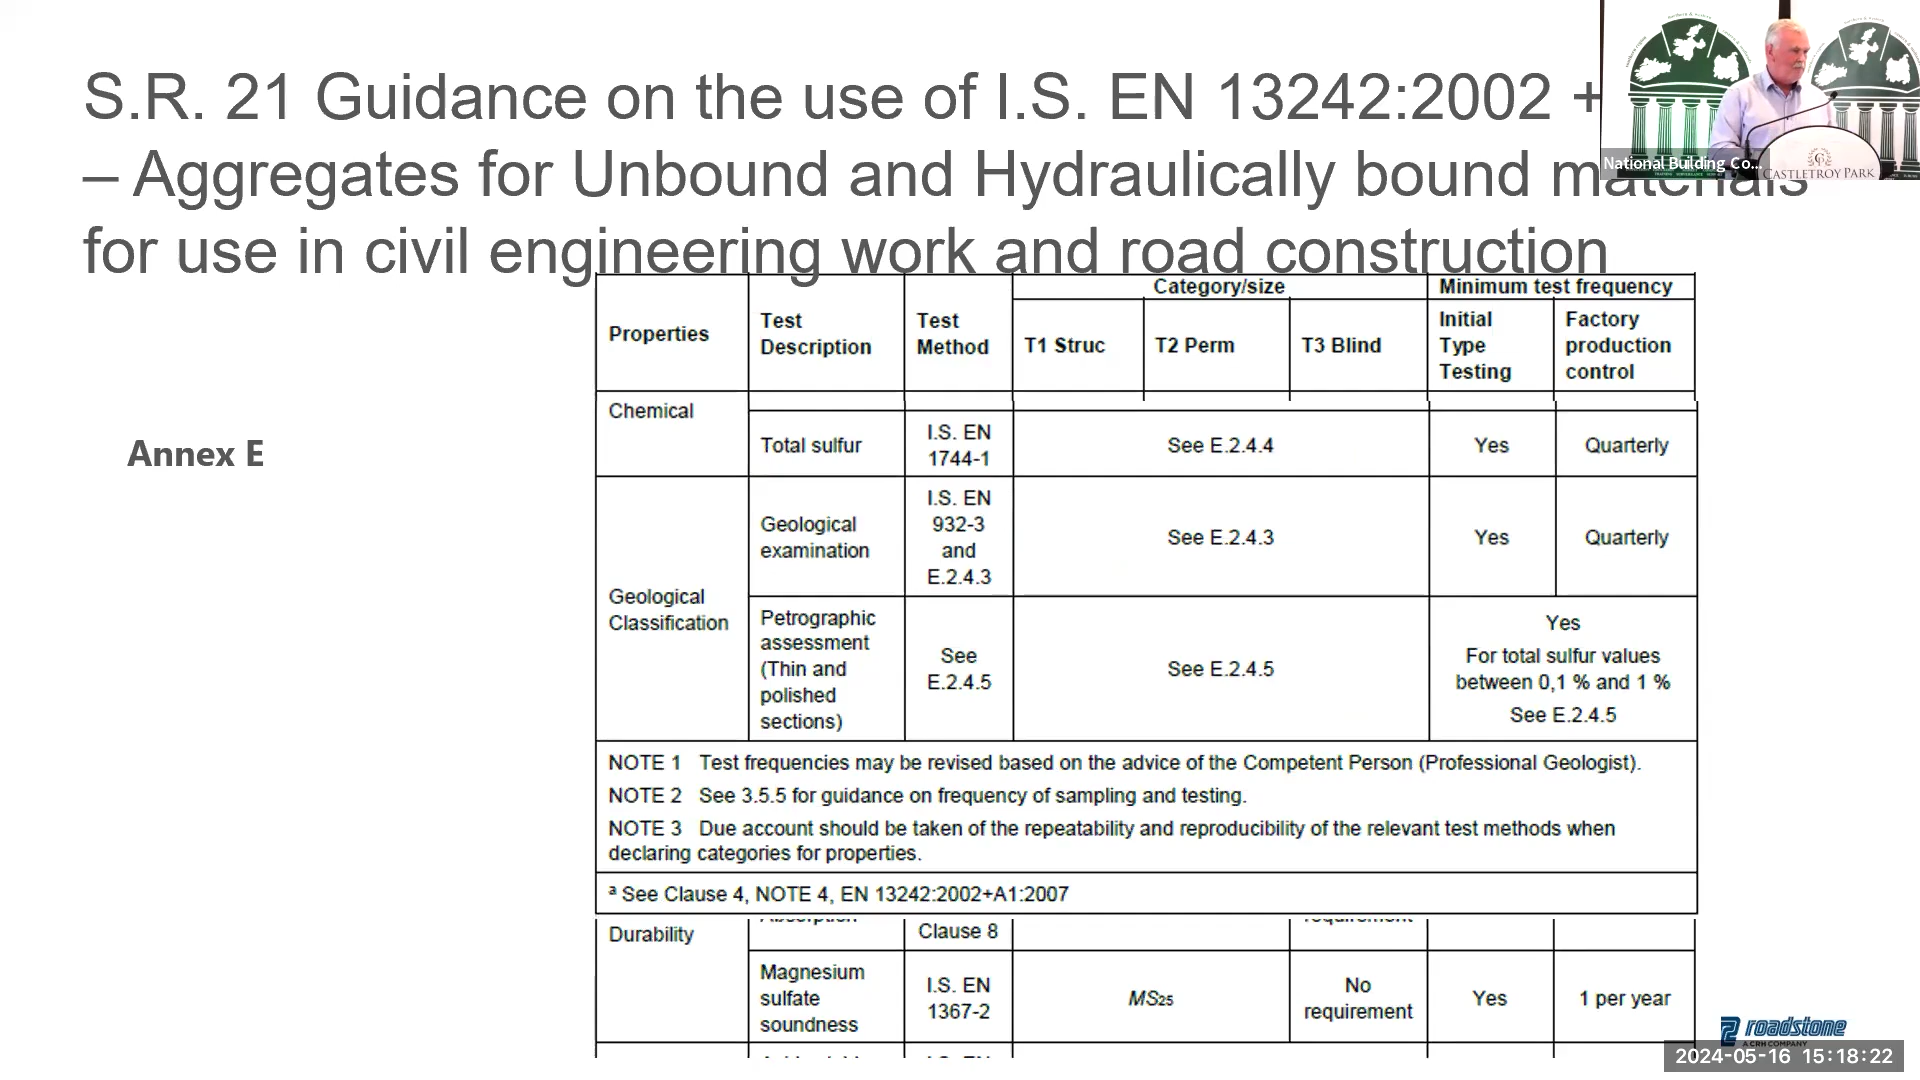 S.R. 21 Guidance on the use of I.S. EN 13242:2002 +
– Aggregates for Unbound and Hydraulically bound materials
for use in civil engineering work and road construction
National Building Co...
CASTLETROY PARK
Annex E
Properties
Test
Description
Test
Method
Category/size
Minimum test frequency
T1 Struc
T2 Perm
T3 Blind
Initial
Type
Testing
Factory
production
control
Chemical
Total sulfur
I.S. EN
1744-1
See E.2.4.4
Yes
Quarterly
Geological
Classification
Geological
examination
I.S. EN
932-3
and
E.2.4.3
See E.2.4.3
Yes
Quarterly
Petrographic
assessment
(Thin and
polished
sections)
See
E.2.4.5
See E.2.4.5
Yes
For total sulfur values
between 0,1 % and 1 %
See E.2.4.5
NOTE 1 Test frequencies may be revised based on the advice of the Competent Person (Professional Geologist).
NOTE 2 See 3.5.5 for guidance on frequency of sampling and testing.
NOTE 3 Due account should be taken of the repeatability and reproducibility of the relevant test methods when
declaring categories for properties.
a See Clause 4, NOTE 4, EN 13242:2002+A1:2007
Durability
Clause 8
Magnesium
sulfate
soundness
I.S. EN
1367-2
MS25
No
requirement
Yes
1 per year
roadstone
A CRH COMPANY
2024-05-16 15:18:22